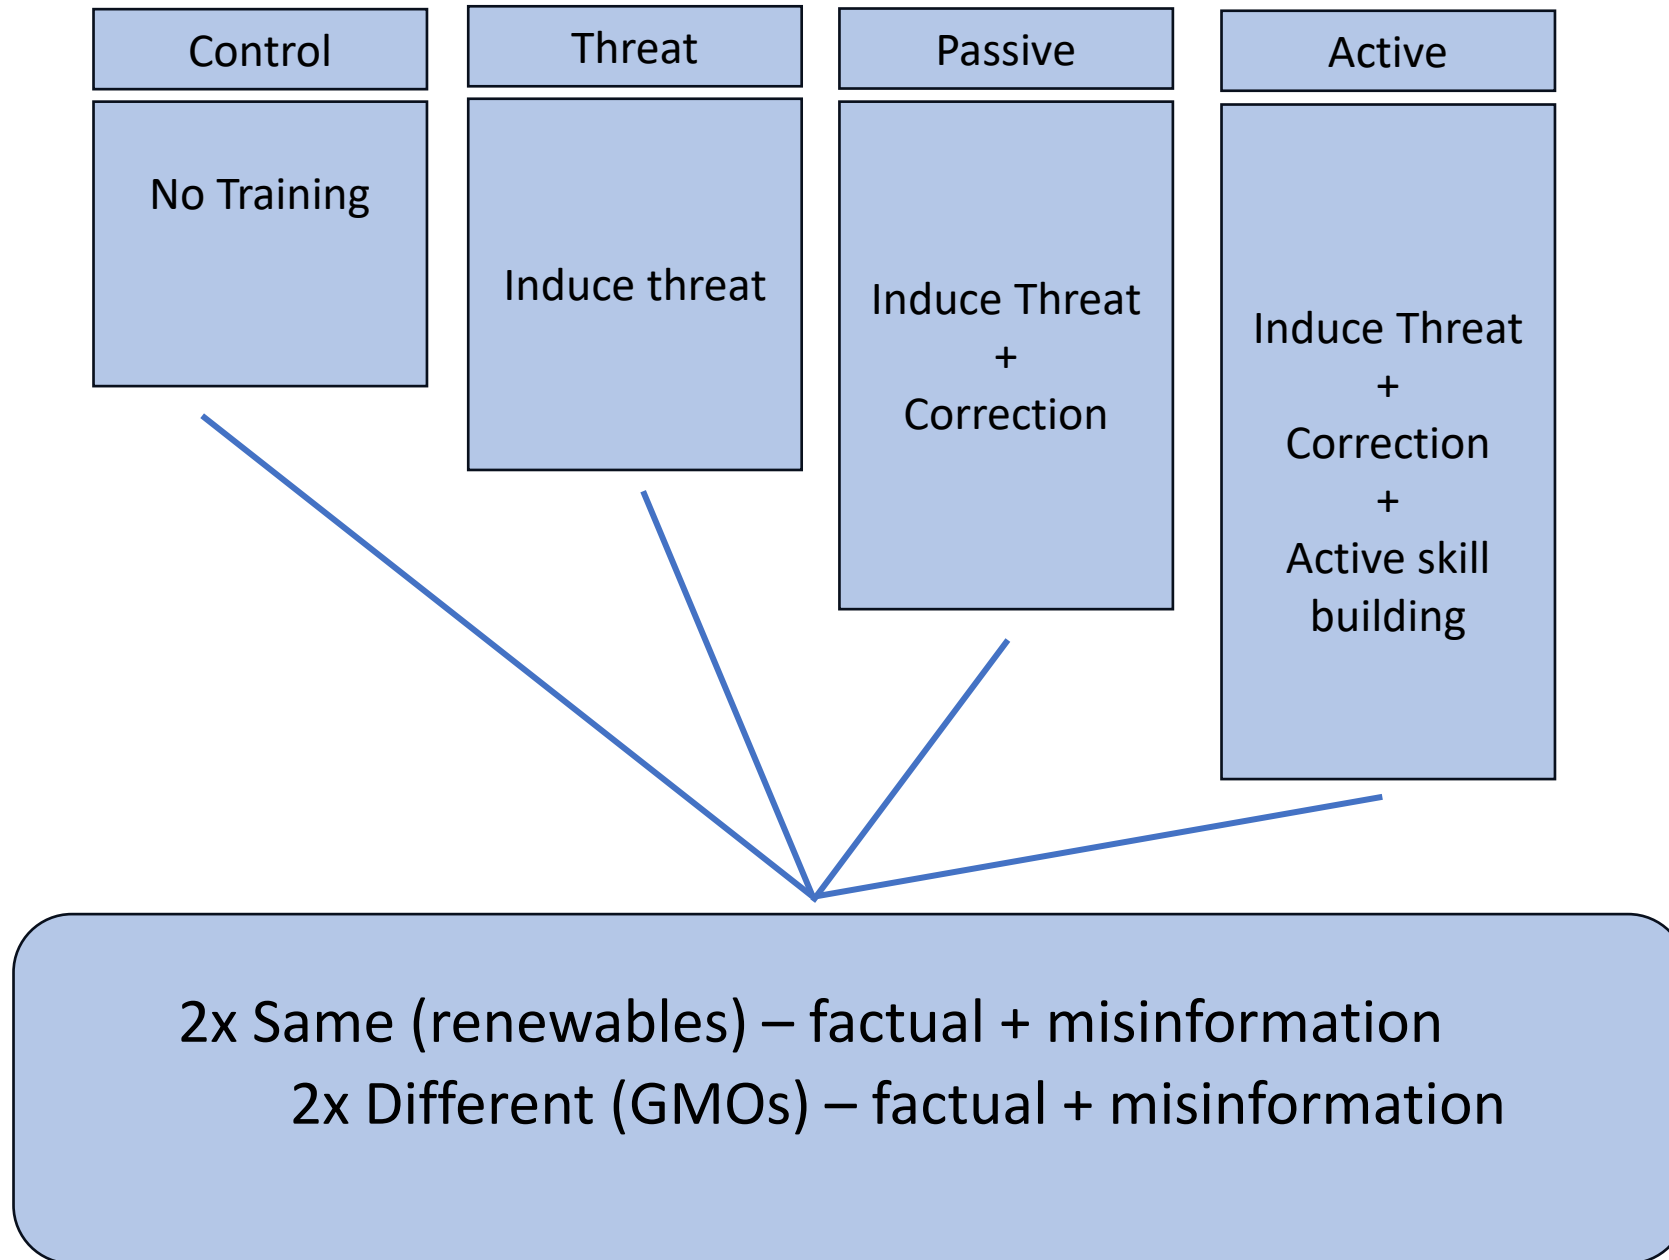 Control
No Training
Threat
Induce threat
Passive
Induce Threat
+
Correction
Active
Induce Threat
+
Correction
+
Active skill
building
2x Same (renewables) – factual + misinformation
2x Different (GMOs) – factual + misinformation